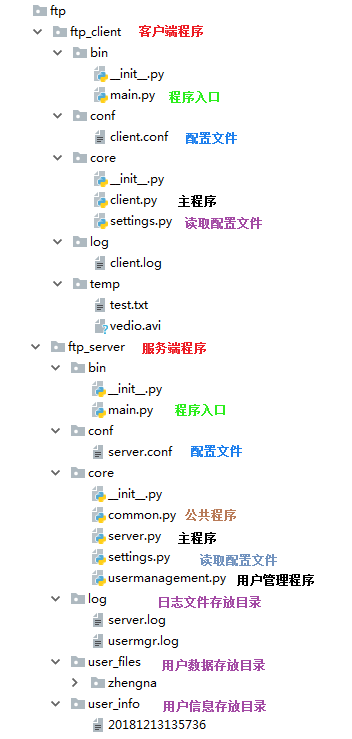 ftp
ftp_client 客户端程序
bin
__init__.py
main.py 程序入口
conf
client.conf 配置文件
core
__init__.py
client.py 主程序
settings.py 读取配置文件
log
client.log
temp
test.txt
vedio.avi
ftp_server 服务端程序
bin
__init__.py
main.py 程序入口
conf
server.conf 配置文件
core
__init__.py
common.py 公共程序
server.py 主程序
settings.py 读取配置文件
usermanagement.py 用户管理程序
log 日志文件存放目录
server.log
usermgr.log
user_files 用户数据存放目录
zhengna
user_info 用户信息存放目录
20181213135736